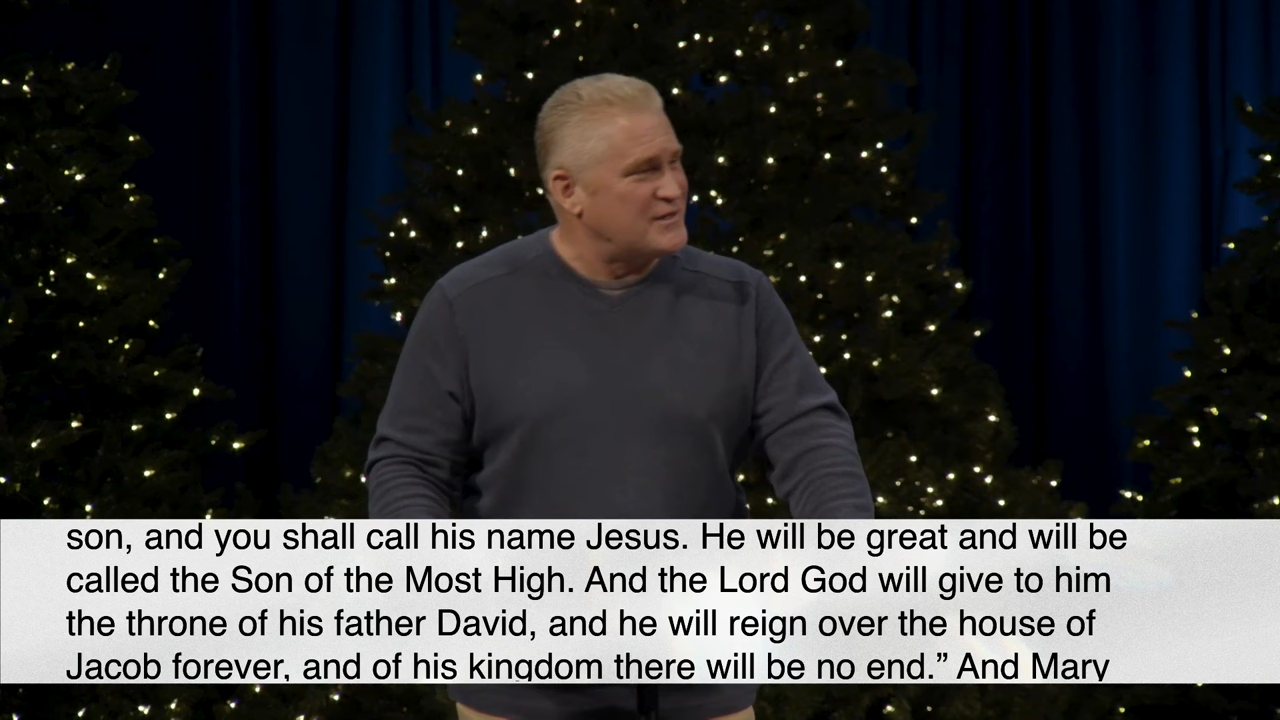 son, and you shall call his name Jesus. He will be great and will be
called the Son of the Most High. And the Lord God will give to him
the throne of his father David, and he will reign over the house of
Jacob forever, and of his kingdom there will be no end.” And Mary